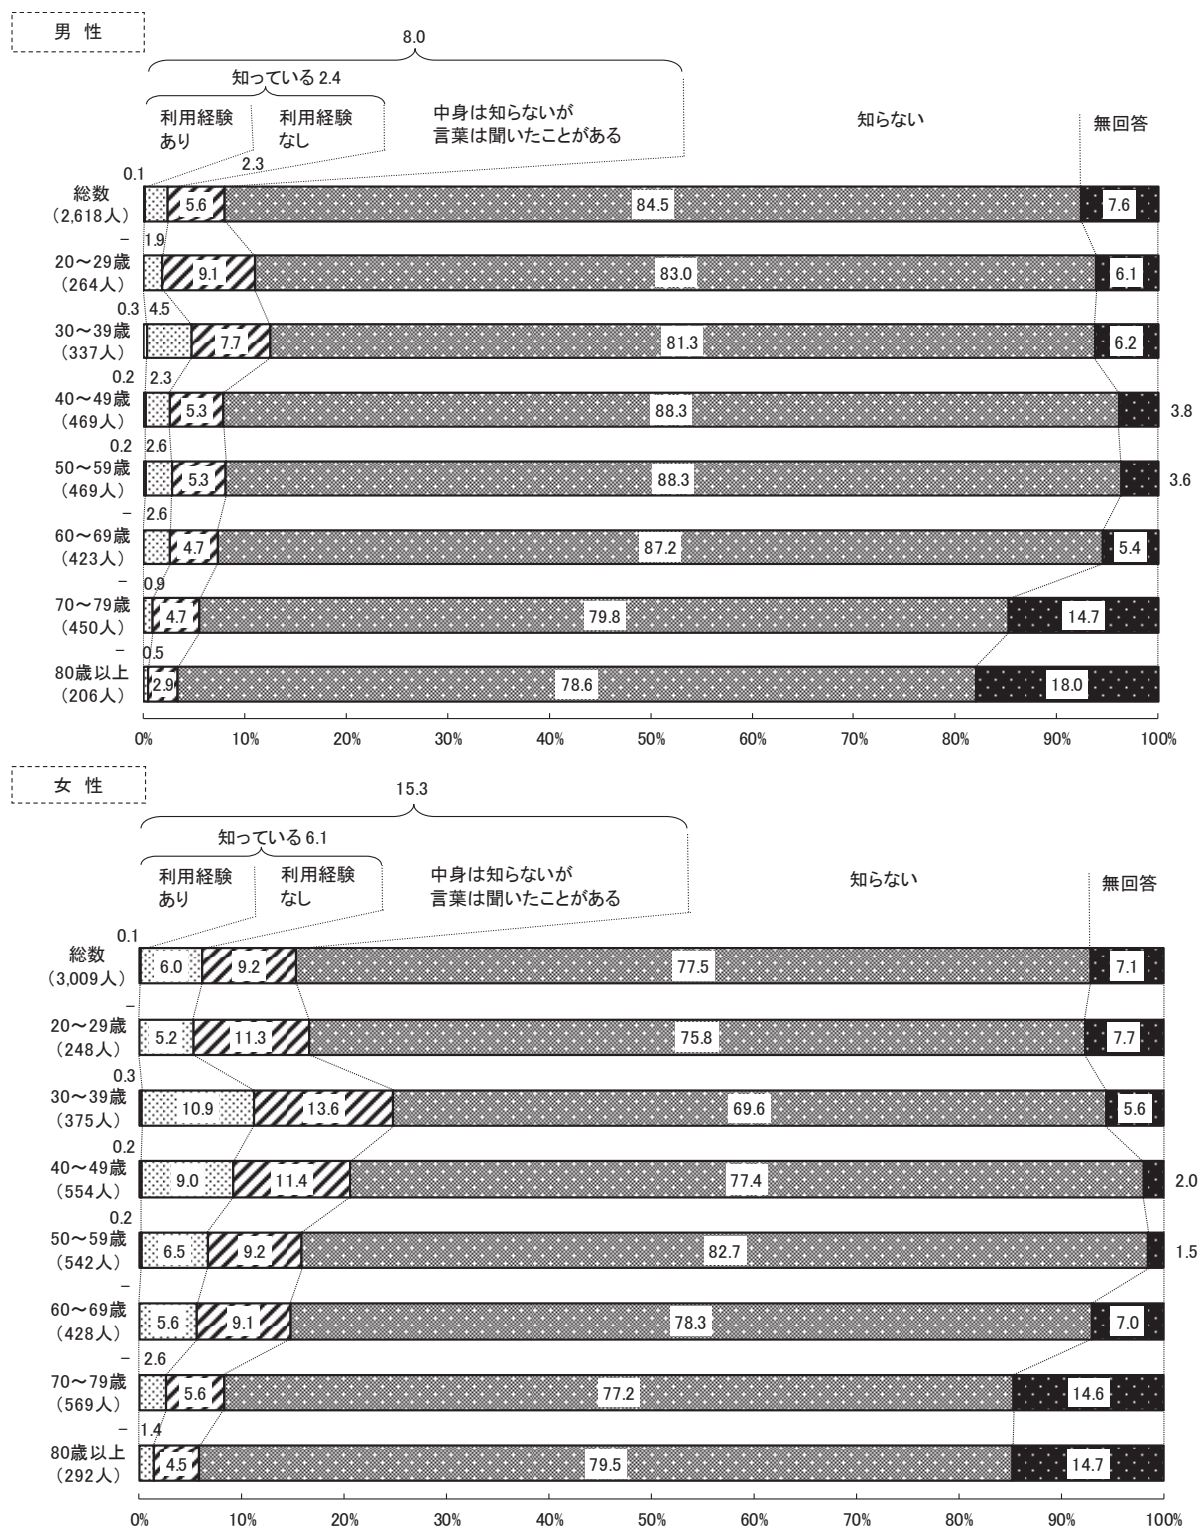 男 性
8.0
知っている 2.4
利用経験
あり
利用経験
なし
中身は知らないが
言葉は聞いたことがある
知らない
無回答
0.1
2.3
総数
（2,618人）
5.6
84.5
7.6
－
1.9
20～29歳
（264人）
9.1
83.0
6.1
0.3
4.5
30～39歳
（337人）
7.7
81.3
6.2
0.2
2.3
40～49歳
（469人）
5.3
88.3
3.8
0.2
2.6
50～59歳
（469人）
5.3
88.3
3.6
－
2.6
60～69歳
（423人）
4.7
87.2
5.4
－
0.9
70～79歳
（450人）
4.7
79.8
14.7
－
0.5
80歳以上
（206人）
2.9
78.6
18.0
0% 10% 20% 30% 40% 50% 60% 70% 80% 90% 100%
女 性
15.3
知っている 6.1
利用経験
あり
利用経験
なし
中身は知らないが
言葉は聞いたことがある
知らない
無回答
0.1
総数
（3,009人）
6.0
9.2
77.5
7.1
－
20～29歳
（248人）
5.2
11.3
75.8
7.7
0.3
30～39歳
（375人）
10.9
13.6
69.6
5.6
0.2
40～49歳
（554人）
9.0
11.4
77.4
2.0
0.2
50～59歳
（542人）
6.5
9.2
82.7
1.5
－
60～69歳
（428人）
5.6
9.1
78.3
7.0
－
2.6
70～79歳
（569人）
5.6
77.2
14.6
－
1.4
80歳以上
（292人）
4.5
79.5
14.7
0% 10% 20% 30% 40% 50% 60% 70% 80% 90% 100%